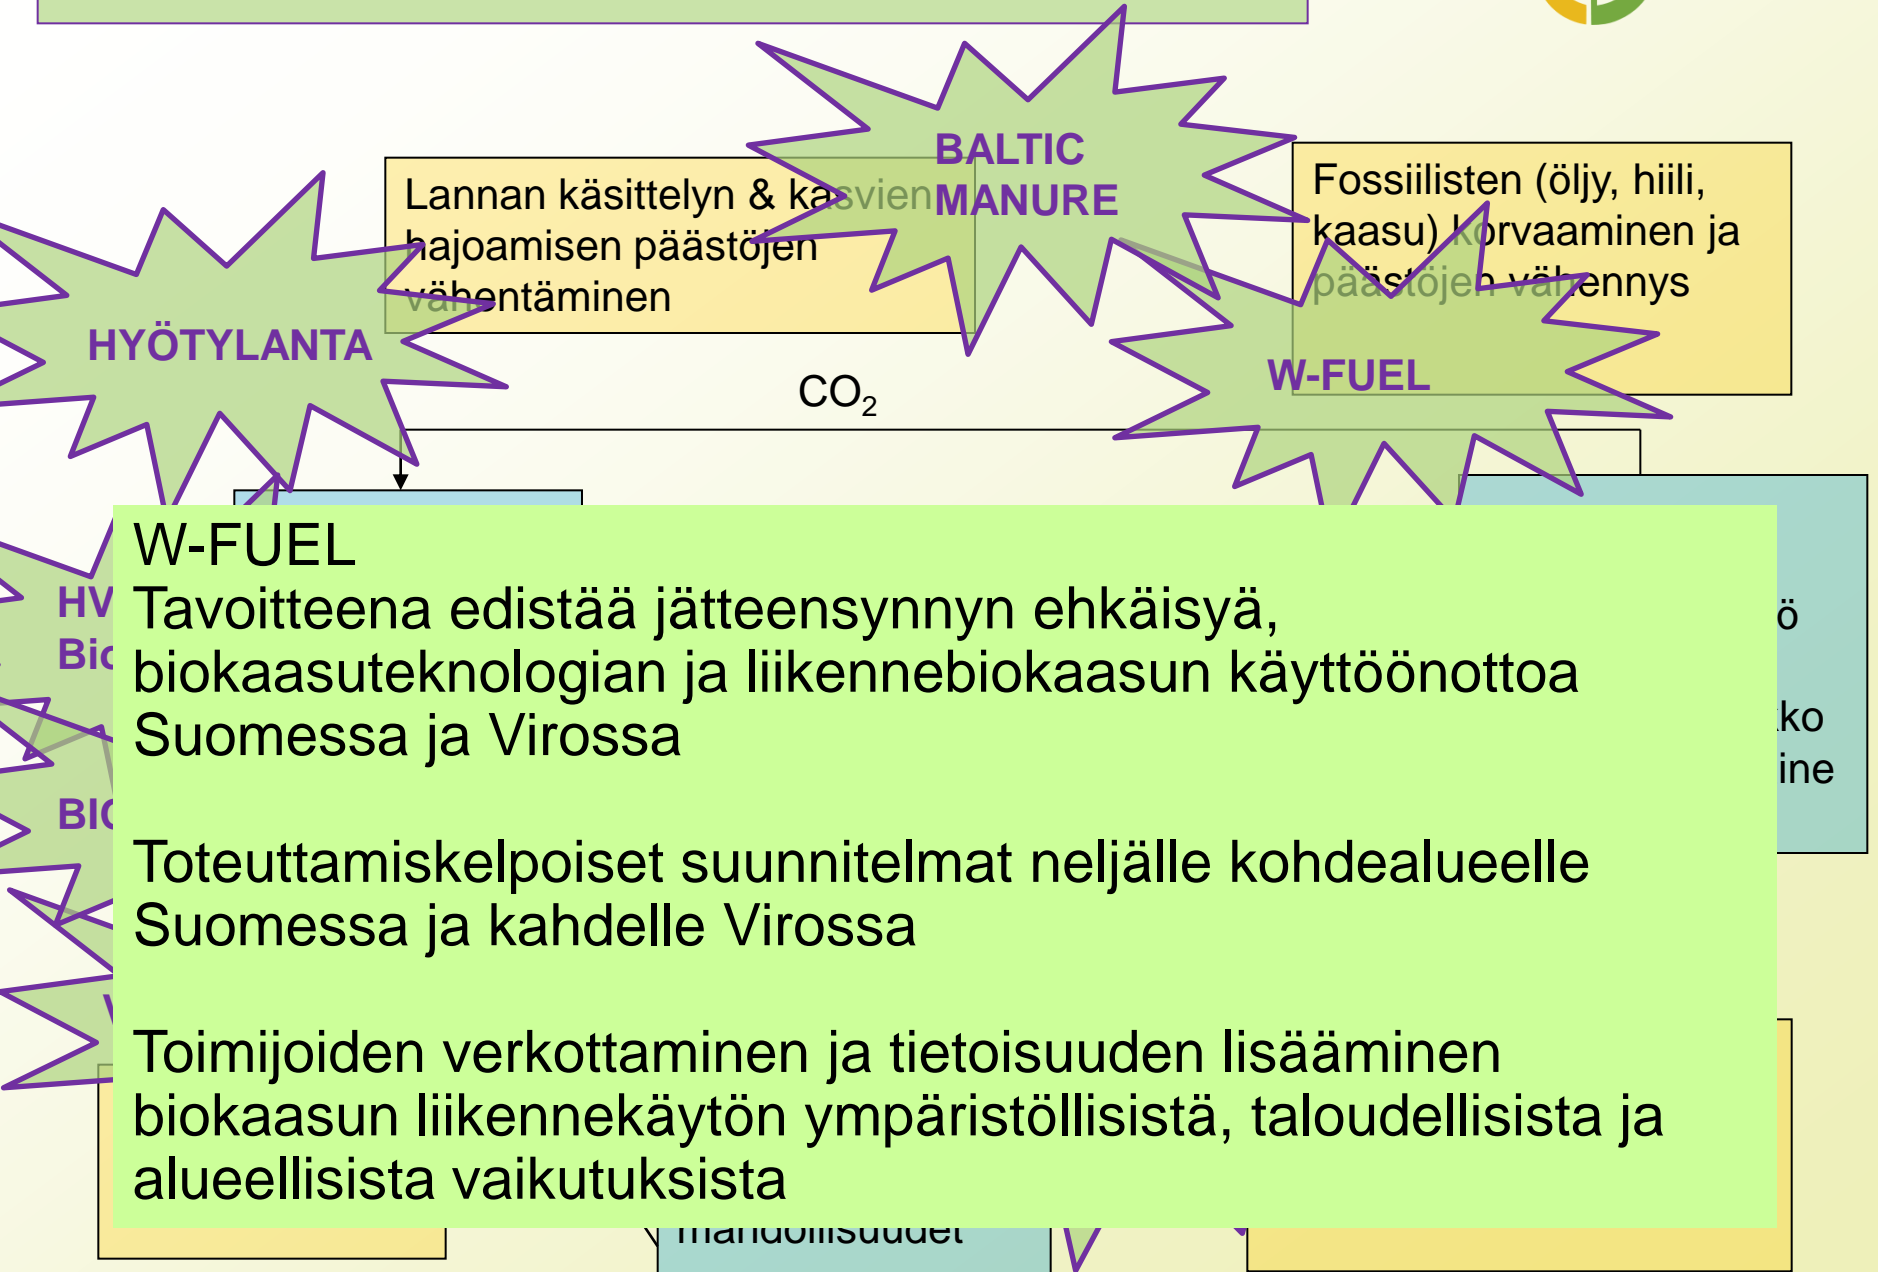 BALTIC
MANURE
Lannan käsittelyn & kasvien
hajoamisen päästöjen
vähentäminen
Fossiilisten (öljy, hiili,
kaasu) korvaaminen ja
päästöjen vähennys
HYÖTYLANTA
W-FUEL
CO₂
W-FUEL
Tavoitteena edistää jätteensynnyn ehkäisyä,
biokaasuteknologian ja liikennebiokaasun käyttöönottoa
Suomessa ja Virossa
Toteuttamiskelpoiset suunnitelmat neljälle kohdealueelle
Suomessa ja kahdelle Virossa
Toimijoiden verkottaminen ja tietoisuuden lisääminen
biokaasun liikennekäytön ympäristöllisistä, taloudellisista ja
alueellisista vaikutuksista
mahdollisuudet